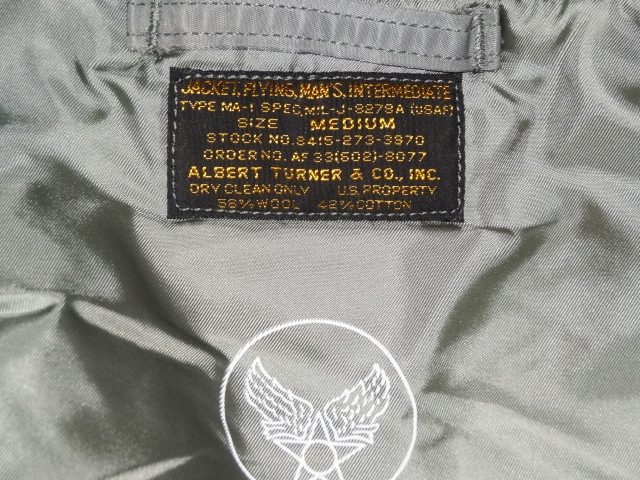 JACKET, FLYING, MAN'S, INTERMEDIATE
TYPE MA-1 SPEC, MIL-J-8279A (USAF)
SIZE MEDIUM
STOCK NO. 8415-273-3970
ORDER NO. AF 33(602)-8077
ALBERT TURNER & CO., INC.
DRY CLEAN ONLY U.S. PROPERTY
58% WOOL 42% COTTON